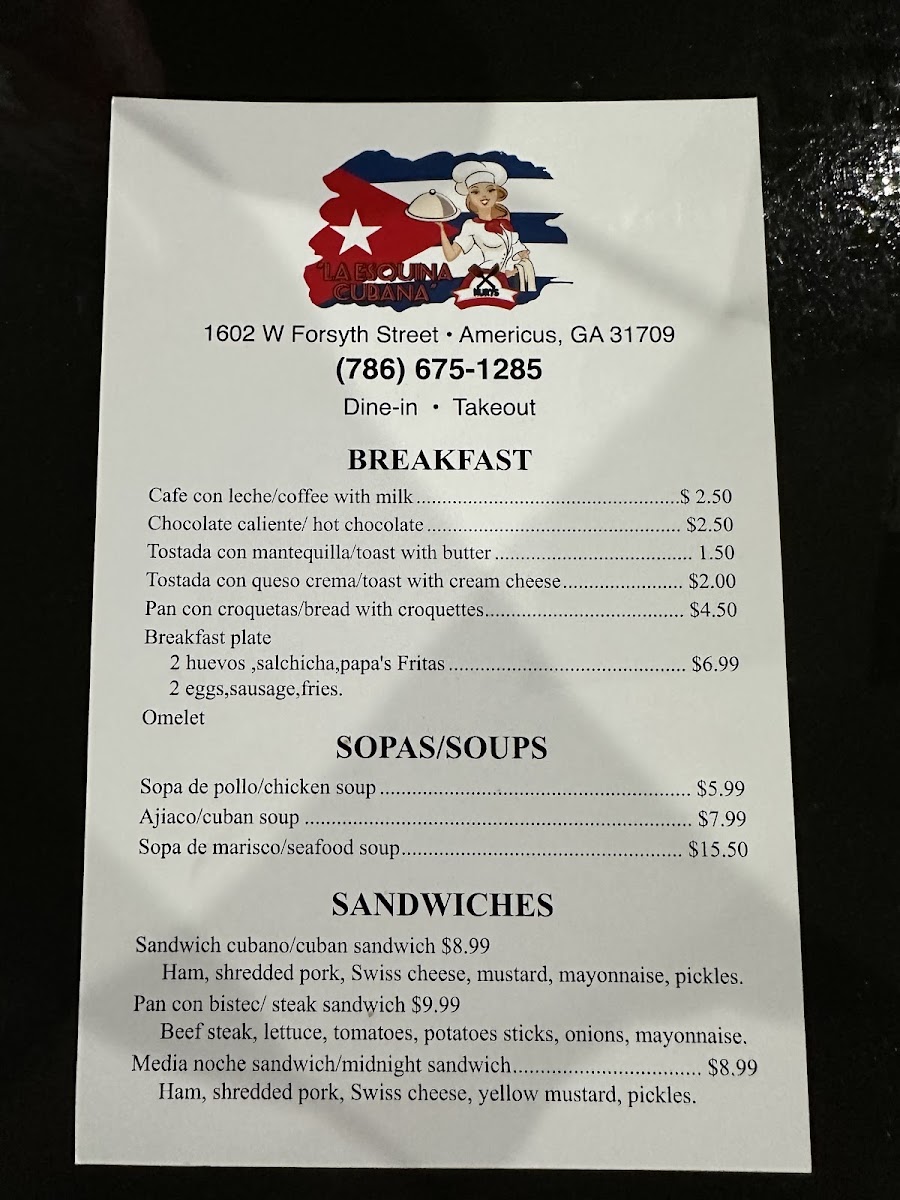 "LA ESQUINA
CUBANA"
NURYS
1602 W Forsyth Street • Americus, GA 31709
(786) 675-1285
Dine-in • Takeout
BREAKFAST
Cafe con leche/coffee with milk ................................................$ 2.50
Chocolate caliente/ hot chocolate .............................................. $2.50
Tostada con mantequilla/toast with butter ................................... 1.50
Tostada con queso crema/toast with cream cheese...................... $2.00
Pan con croquetas/bread with croquettes.................................... $4.50
Breakfast plate
2 huevos ,salchicha,papa's Fritas ........................................... $6.99
2 eggs,sausage,fries.
Omelet
SOPAS/SOUPS
Sopa de pollo/chicken soup ....................................................... $5.99
Ajiaco/cuban soup ..................................................................... $7.99
Sopa de marisco/seafood soup.................................................. $15.50
SANDWICHES
Sandwich cubano/cuban sandwich $8.99
Ham, shredded pork, Swiss cheese, mustard, mayonnaise, pickles.
Pan con bistec/ steak sandwich $9.99
Beef steak, lettuce, tomatoes, potatoes sticks, onions, mayonnaise.
Media noche sandwich/midnight sandwich................................. $8.99
Ham, shredded pork, Swiss cheese, yellow mustard, pickles.